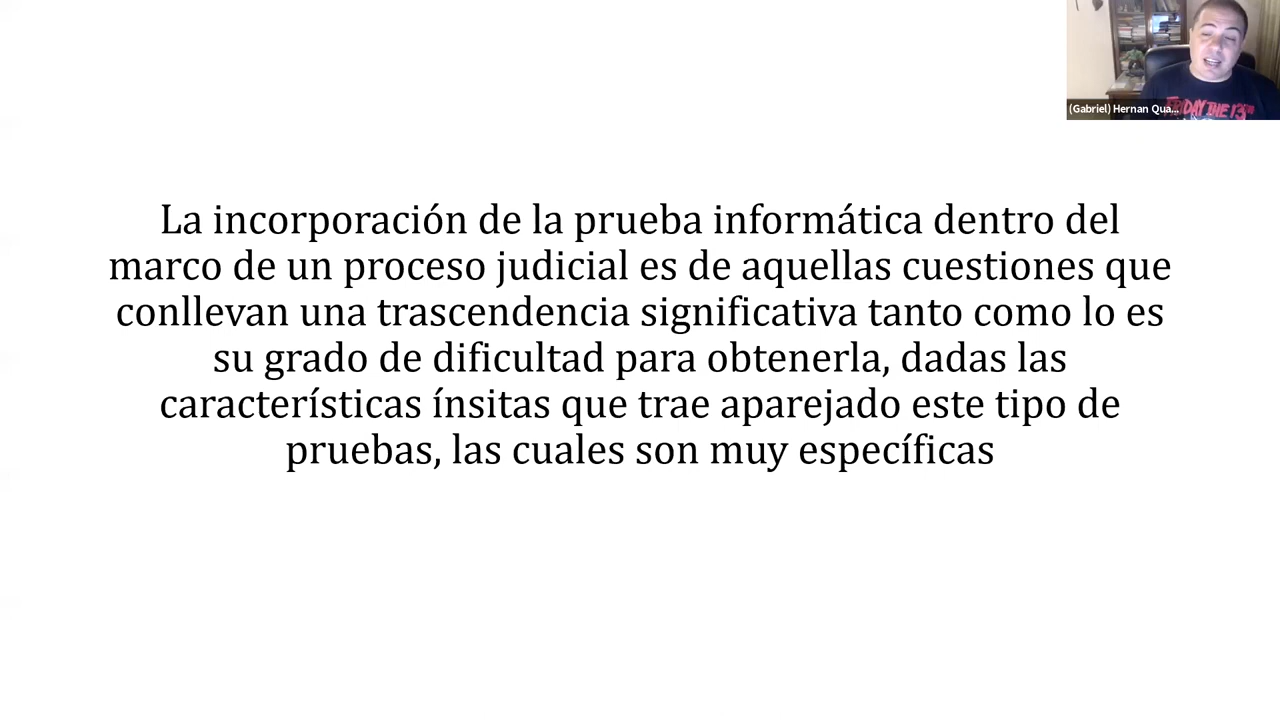 (Gabriel) Hernan Qua...
FRIDAY THE 13
La incorporación de la prueba informática dentro del
marco de un proceso judicial es de aquellas cuestiones que
conllevan una trascendencia significativa tanto como lo es
su grado de dificultad para obtenerla, dadas las
características ínsitas que trae aparejado este tipo de
pruebas, las cuales son muy específicas